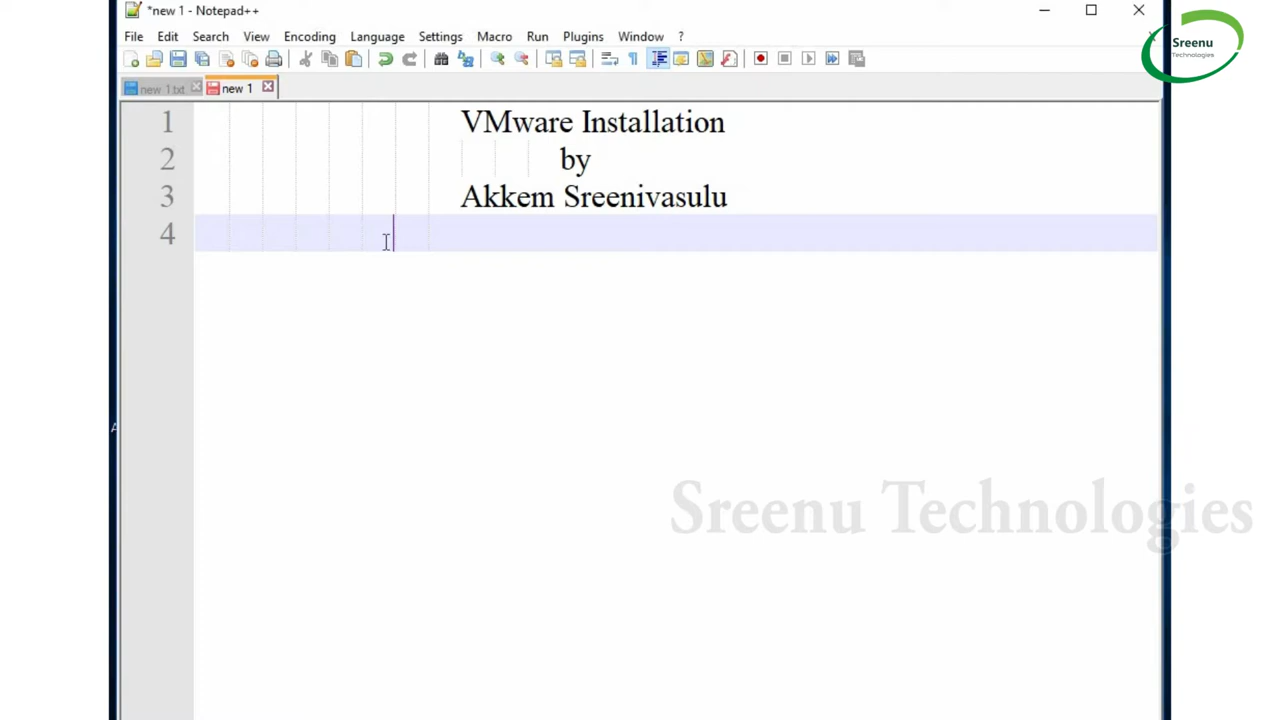 *new 1 - Notepad++
File Edit Search View Encoding Language Settings Macro Run Plugins Window ?
Sreenu
Technologies
new 1.txt new 1
1 VMware Installation
2 by
3 Akkem Sreenivasulu
4
A
Sreenu Technologies